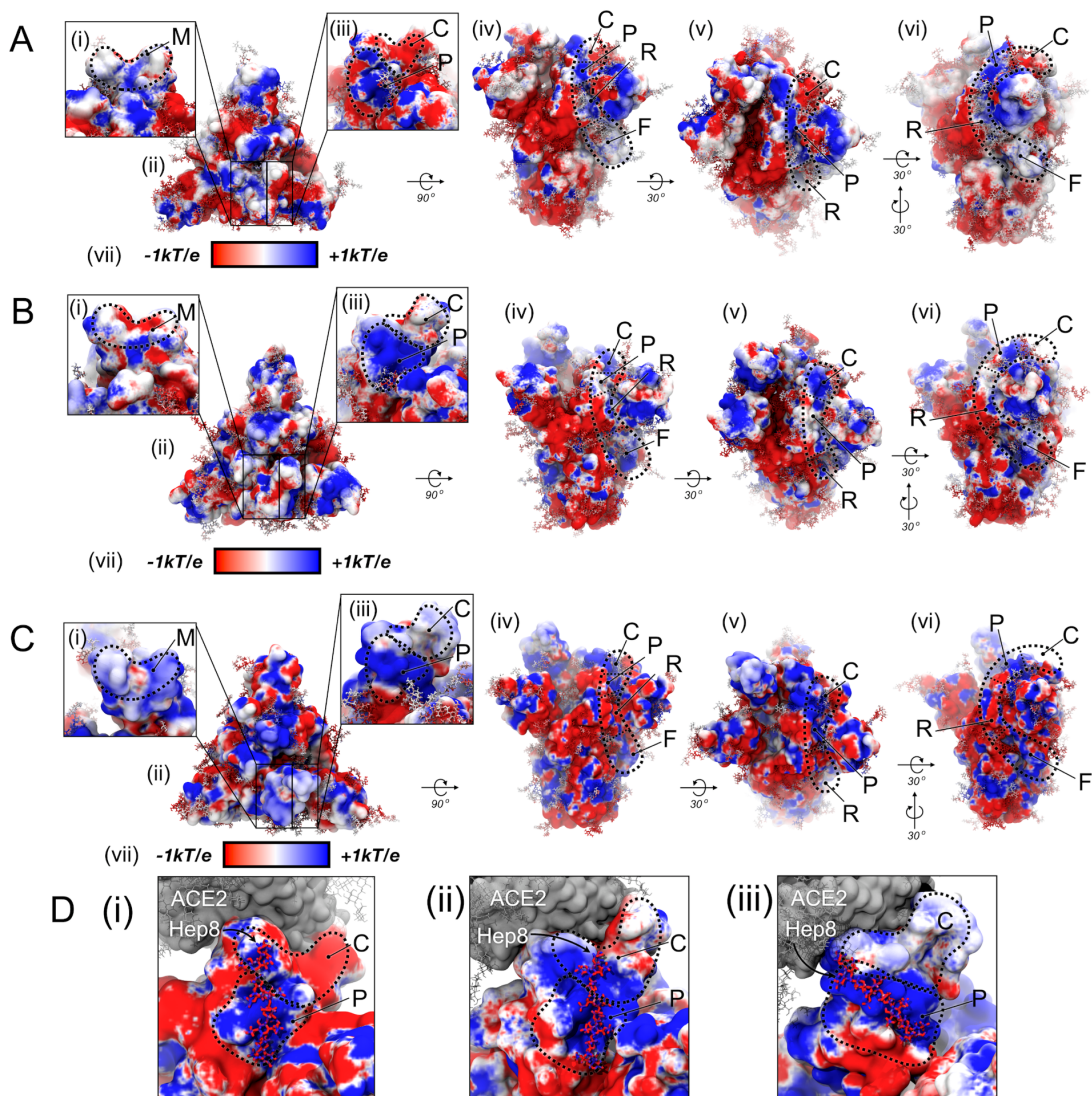 A
(i)
M
(ii)
(iii)
C
P
90°
(iv)
C
P
R
F
30°
(v)
C
P
R
30°
30°
(vi)
P
C
R
F
(vii)
-1kT/e
+1kT/e
B
(i)
M
(ii)
(iii)
C
P
90°
(iv)
C
P
R
F
30°
(v)
C
P
R
30°
30°
(vi)
P
C
R
F
(vii)
-1kT/e
+1kT/e
C
(i)
M
(ii)
(iii)
C
P
90°
(iv)
C
P
R
F
30°
(v)
C
P
R
30°
30°
(vi)
P
C
R
F
(vii)
-1kT/e
+1kT/e
D
(i)
ACE2
Hep8
C
P
(ii)
ACE2
Hep8
C
P
(iii)
ACE2
Hep8
C
P